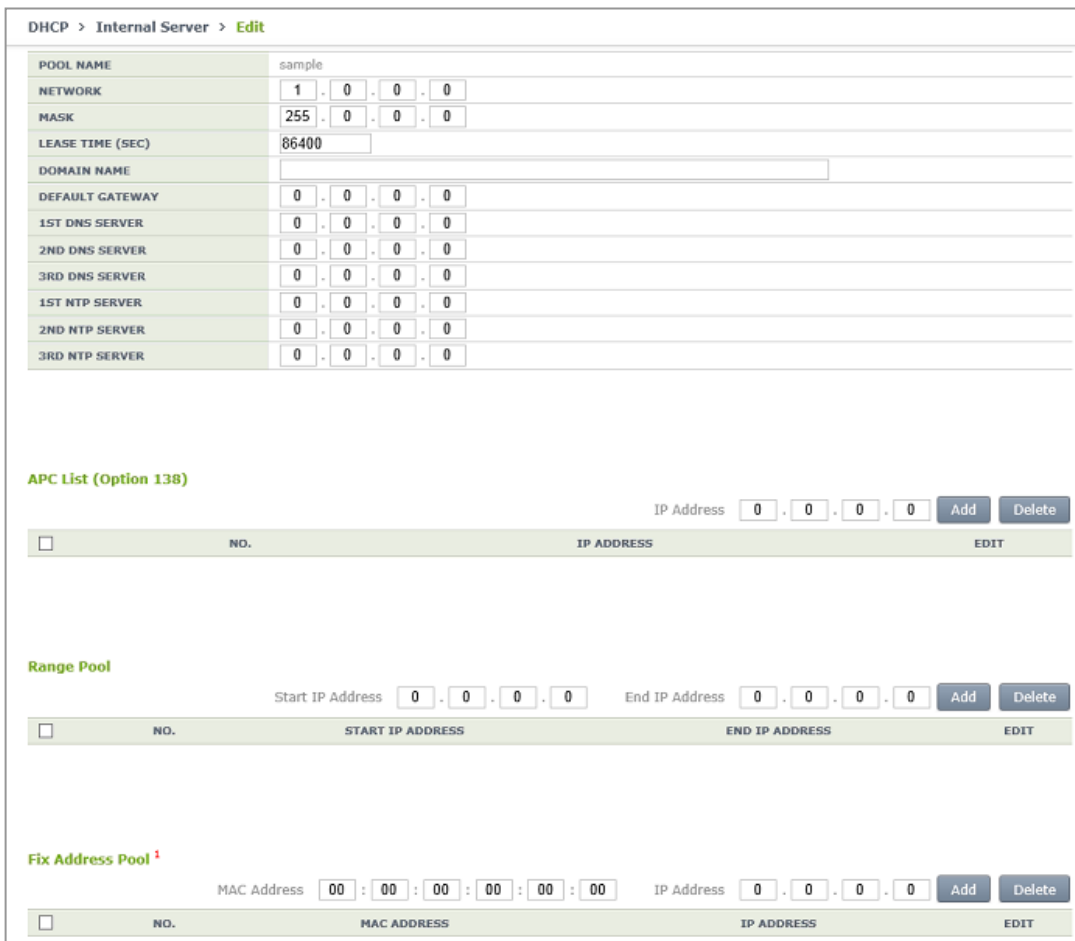 DHCP > Internal Server > Edit
POOL NAME sample
NETWORK 1 . 0 . 0 . 0
MASK 255 . 0 . 0 . 0
LEASE TIME (SEC) 86400
DOMAIN NAME
DEFAULT GATEWAY 0 . 0 . 0 . 0
1ST DNS SERVER 0 . 0 . 0 . 0
2ND DNS SERVER 0 . 0 . 0 . 0
3RD DNS SERVER 0 . 0 . 0 . 0
1ST NTP SERVER 0 . 0 . 0 . 0
2ND NTP SERVER 0 . 0 . 0 . 0
3RD NTP SERVER 0 . 0 . 0 . 0
APC List (Option 138)
IP Address 0 . 0 . 0 . 0 Add Delete
NO. IP ADDRESS EDIT
Range Pool
Start IP Address 0 . 0 . 0 . 0 End IP Address 0 . 0 . 0 . 0 Add Delete
NO. START IP ADDRESS END IP ADDRESS EDIT
Fix Address Pool 1
MAC Address 00 : 00 : 00 : 00 : 00 : 00 IP Address 0 . 0 . 0 . 0 Add Delete
NO. MAC ADDRESS IP ADDRESS EDIT